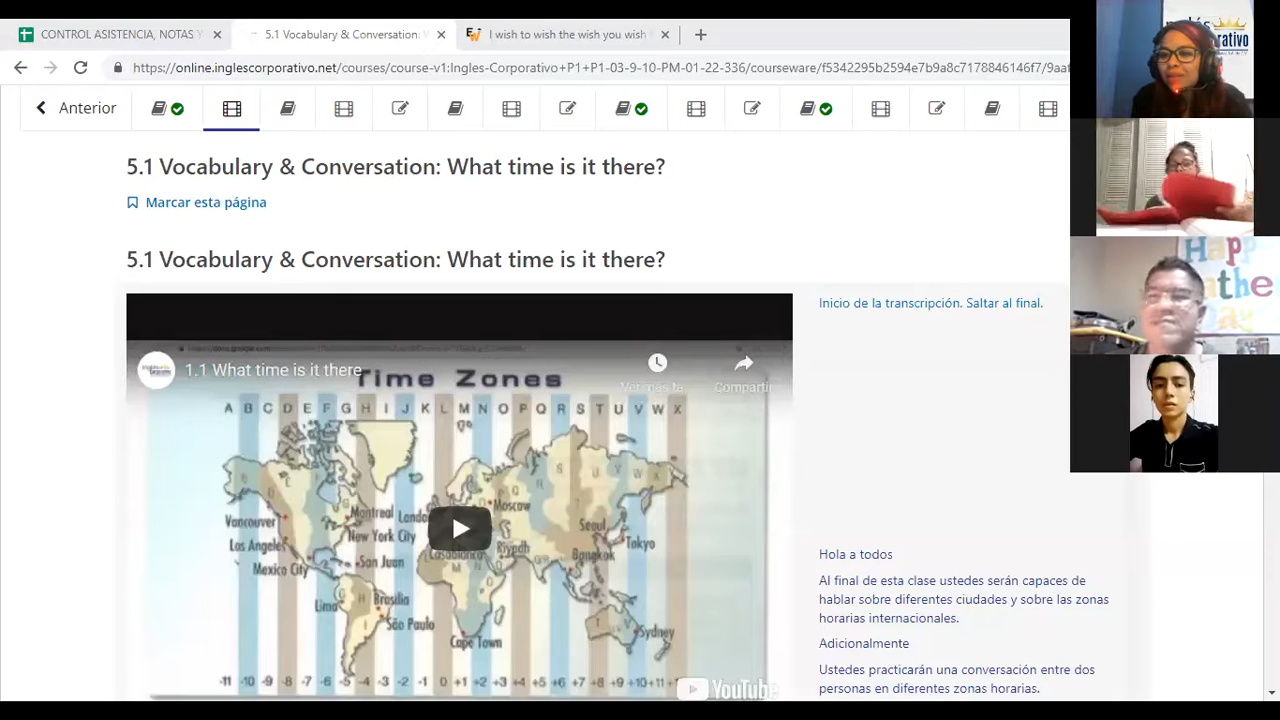 CONTROL ASISTENCIA, NOTAS Y
5.1 Vocabulary & Conversation: W
I wish to wish the wish you wish
https://online.inglescorporativo.net/courses/course-v1:Ingl
Corporativo
+P1+P1-03-9-10-PM-01-22-336/courseware/f5342295b2594e7b9a8c7178846146f7/9aat
Anterior
5.1 Vocabulary & Conversation: What time is it there?
Marcar esta página
5.1 Vocabulary & Conversation: What time is it there?
Inicio de la transcripción. Saltar al final.
1.1 What time is it there
Ver más ta
Compartir
Time Zones
A B C D E F G H I J K L M N O P Q R S T U V W X
Vancouver
Montreal
London
Moscow
Los Angeles
New York City
Casablanca
Riyadh
Seoul
Tokyo
Mexico City
San Juan
Bangkok
Lima
Brasilia
São Paulo
Cape Town
Sydney
-11 -10 -9 -8 -7 -6 -5 -4 -3 -2 -1 0 +1 +2 +3 +4 +5 +6 +7 +8 +9 +10 +11
YouTube
Hola a todos
Al final de esta clase ustedes serán capaces de
hablar sobre diferentes ciudades y sobre las zonas
horarias internacionales.
Adicionalmente
Ustedes practicarán una conversación entre dos
personas en diferentes zonas horarias.